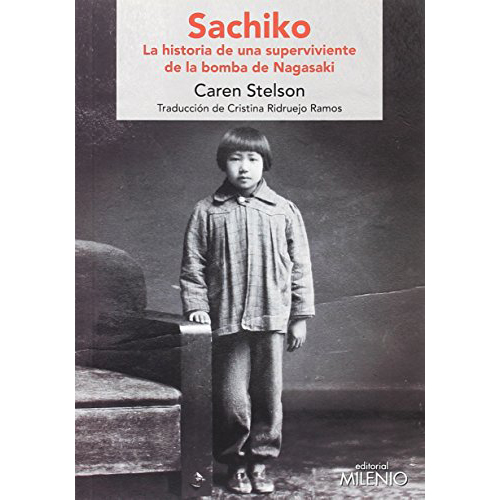 Sachiko
La historia de una superviviente
de la bomba de Nagasaki
Caren Stelson
Traducción de Cristina Ridruejo Ramos
editorial
MILENIO